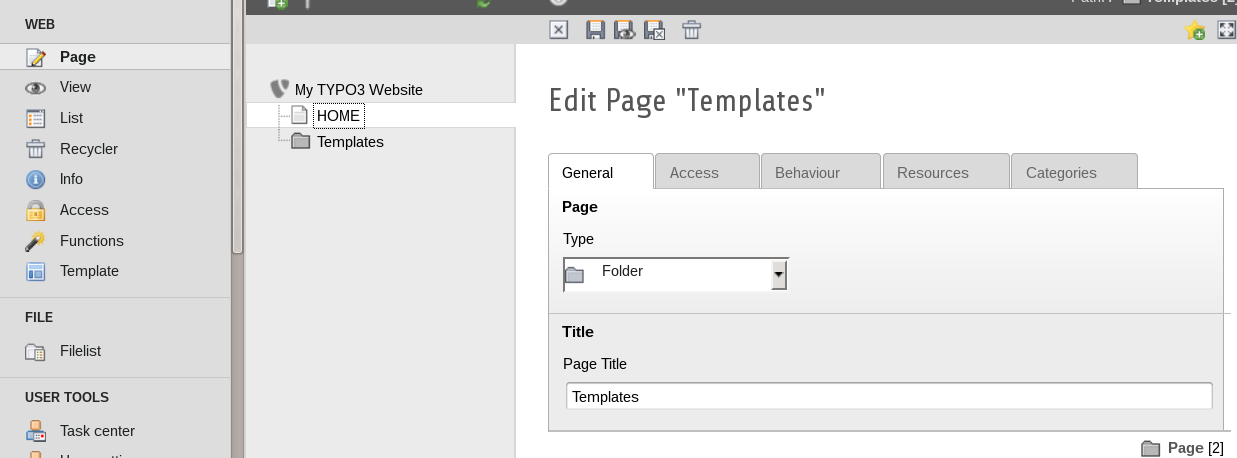 Templates [2]
WEB
Page
View
List
Recycler
Info
Access
Functions
Template
FILE
Filelist
USER TOOLS
Task center
My TYPO3 Website
HOME
Templates
Edit Page "Templates"
General Access Behaviour Resources Categories
Page
Type
Folder
Title
Page Title
Templates
Page [2]